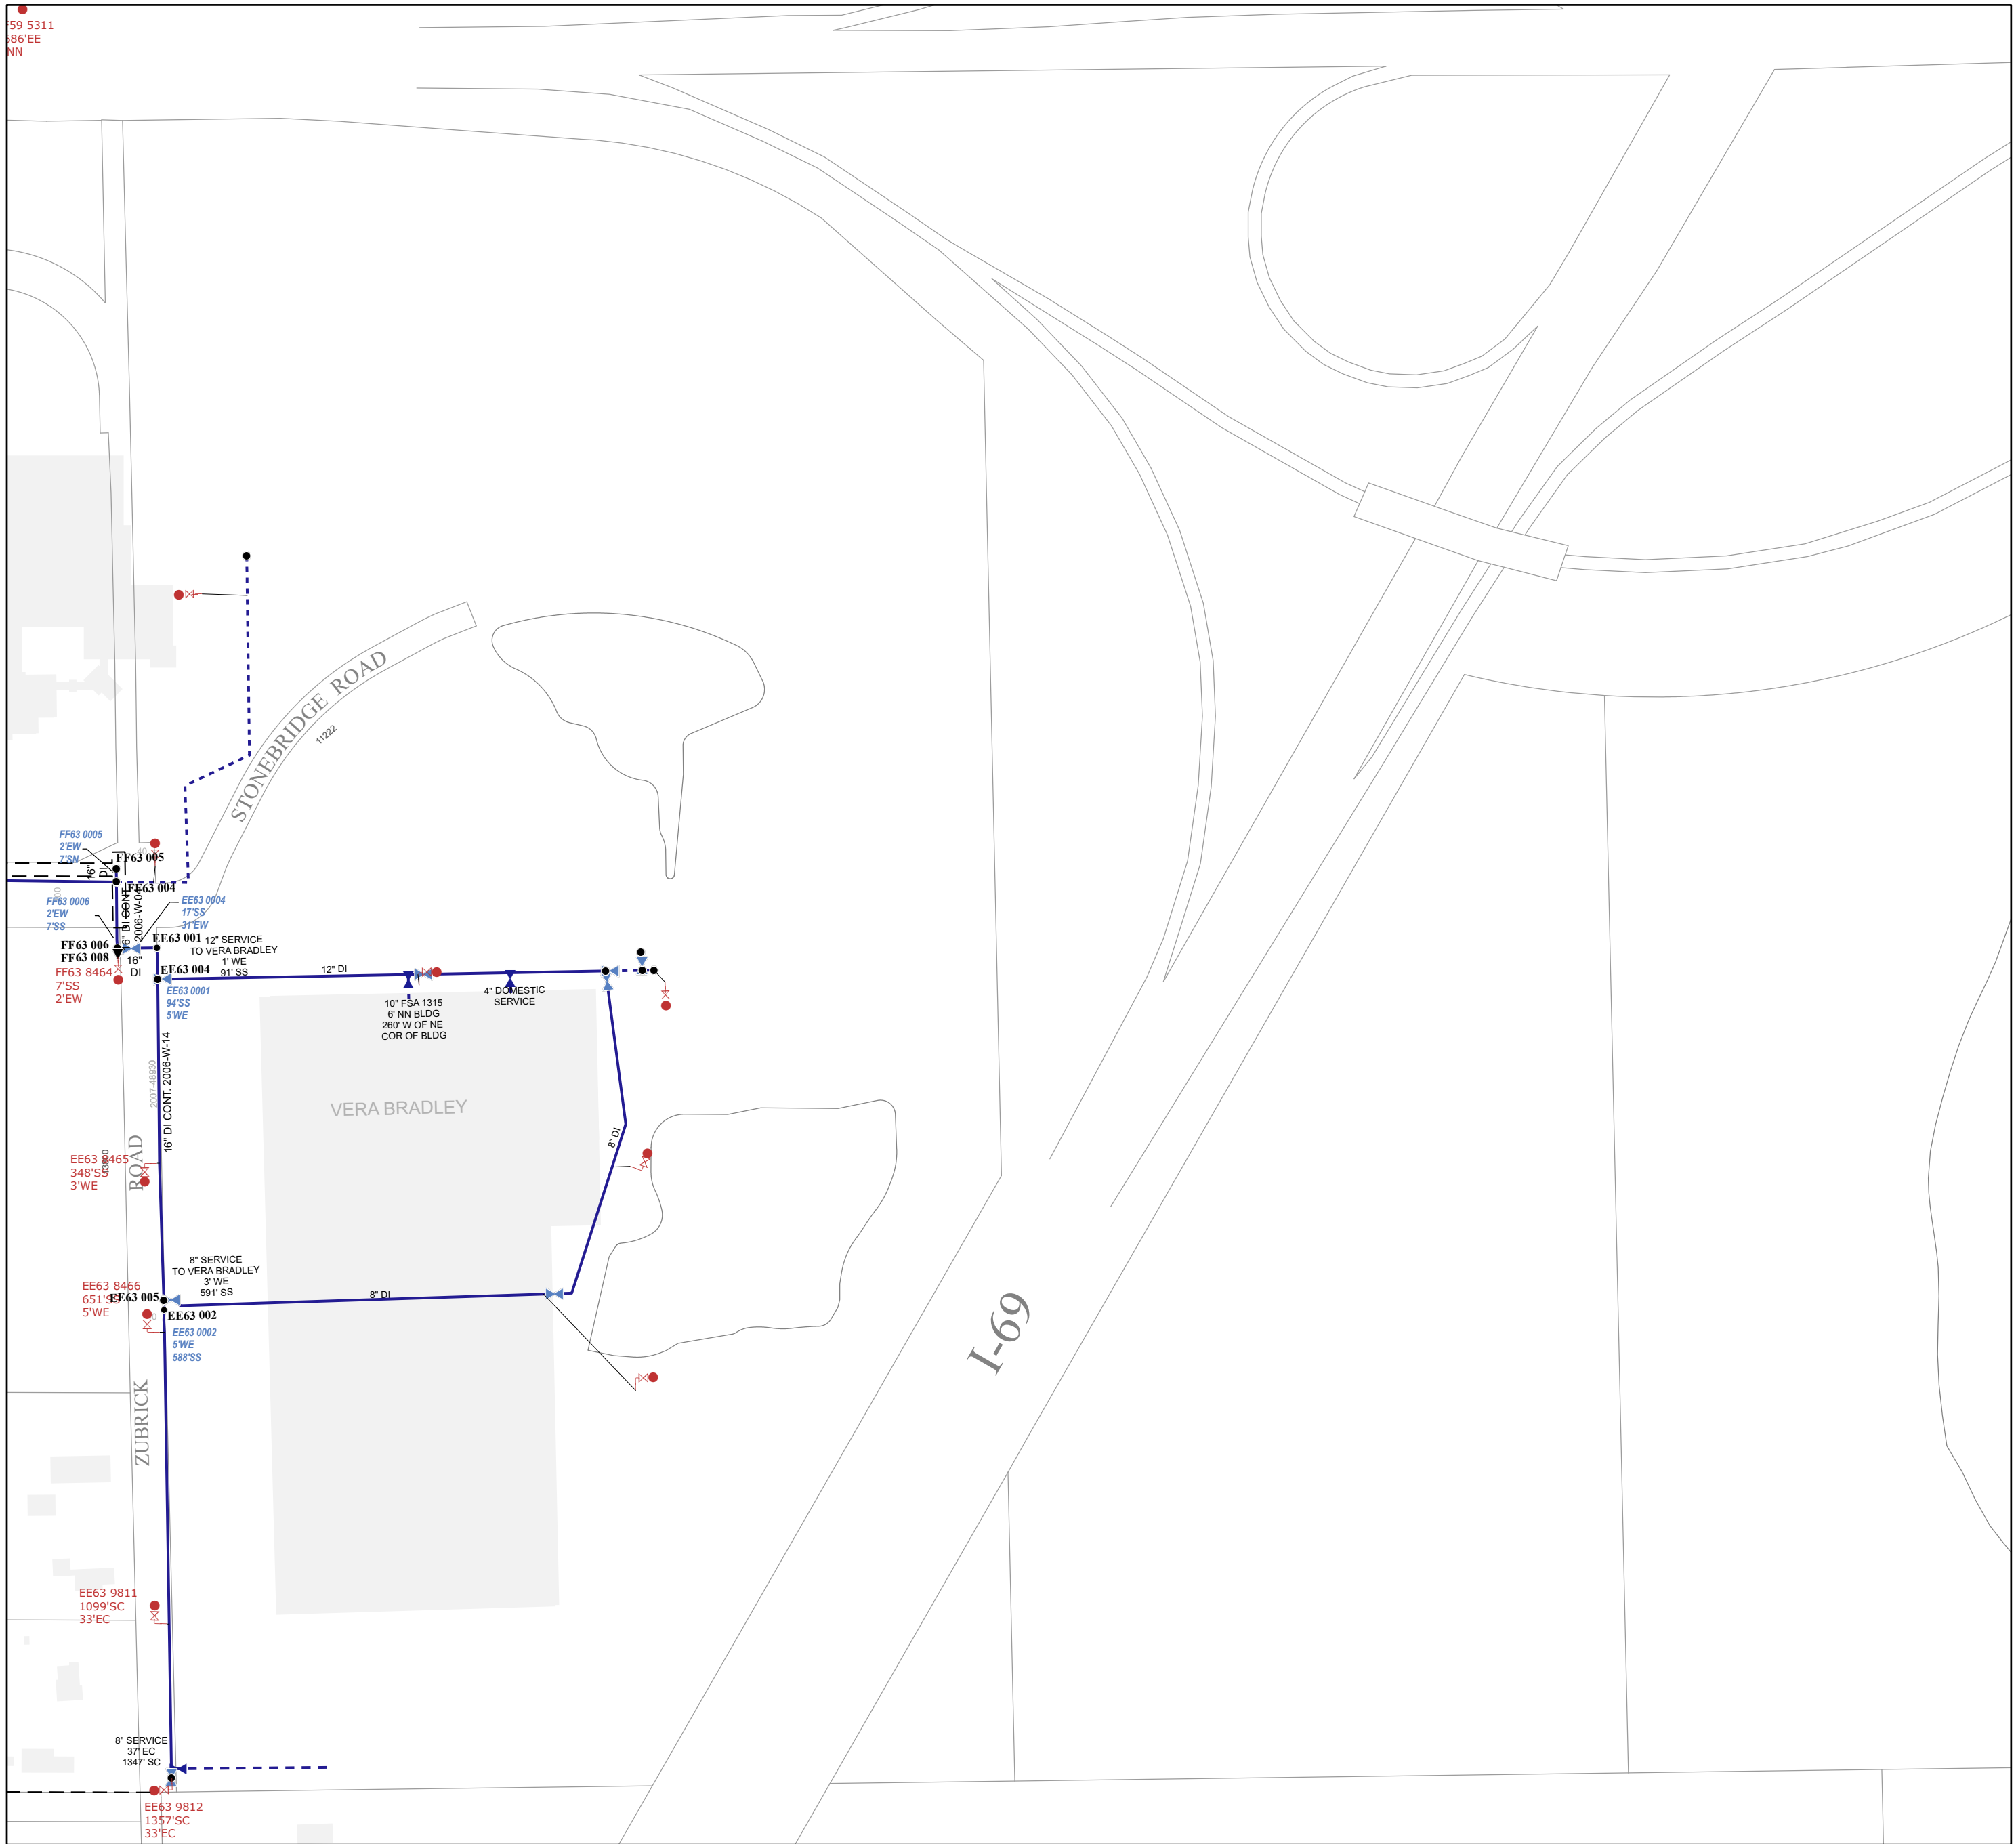 59 5311
86'EE
NN
STONEBRIDGE ROAD
11222
FF63 0005
2'EW
7'SN
FF63 005
16"
DI
FF63 004
FF63 0006
2'EW
7'SS
6" DI CONT.
2006-W-04
EE63 0004
17'SS
31'EW
FF63 006
FF63 008
EE63 001
16"
DI
12" SERVICE
TO VERA BRADLEY
1' WE
91' SS
FF63 8464
7'SS
2'EW
EE63 004
12" DI
EE63 0001
94'SS
5'WE
10" FSA 1315
6' NN BLDG
260' W OF NE
COR OF BLDG
4" DOMESTIC
SERVICE
2007-48930
16" DI CONT. 2006-W-14
VERA BRADLEY
8" DI
EE63 8465
348'SS
3'WE
ROAD
8" SERVICE
TO VERA BRADLEY
3' WE
591' SS
EE63 8466
651'SS
5'WE
EE63 005
8" DI
EE63 002
EE63 0002
5'WE
588'SS
I-69
ZUBRICK
EE63 9811
1099'SC
33'EC
8" SERVICE
37' EC
1347' SC
EE63 9812
1357'SC
33'EC